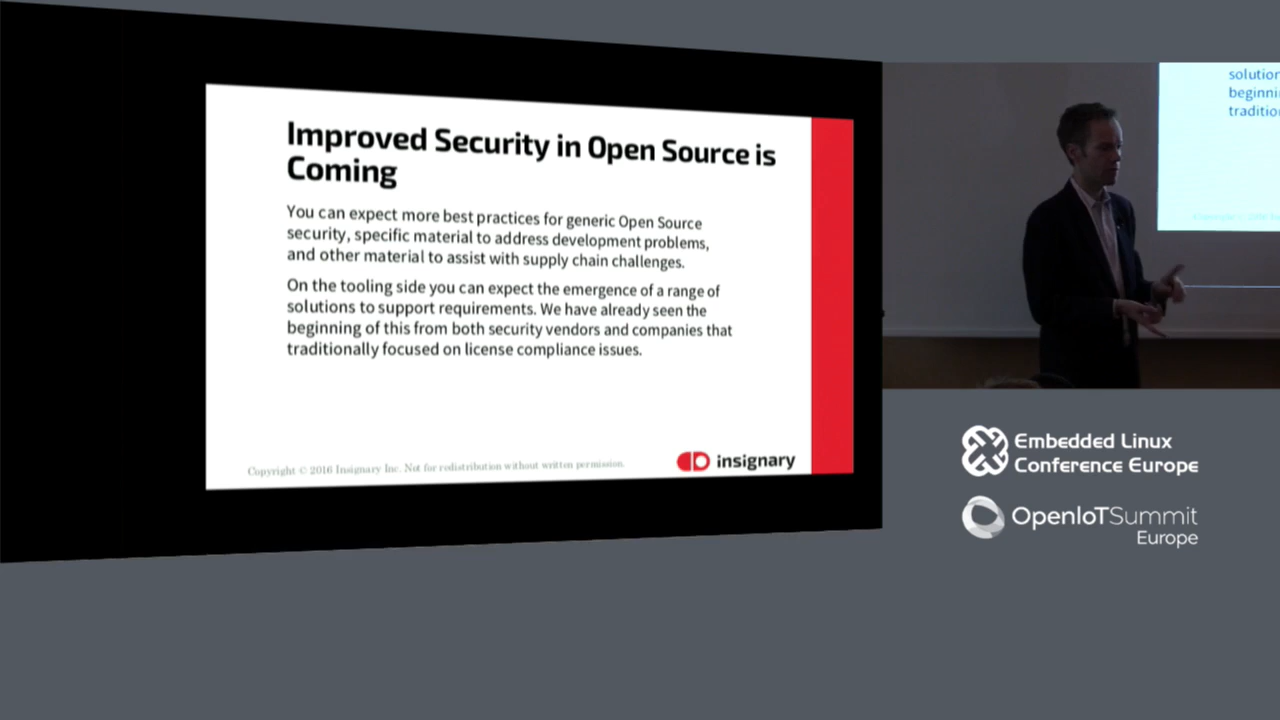 Improved Security in Open Source is
Coming
You can expect more best practices for generic Open Source
security, specific material to address development problems,
and other material to assist with supply chain challenges.
On the tooling side you can expect the emergence of a range of
solutions to support requirements. We have already seen the
beginning of this from both security vendors and companies that
traditionally focused on license compliance issues.
Copyright © 2016 Insignary Inc. Not for redistribution without written permission.
insignary
solution
beginni
traditio
Embedded Linux
Conference Europe
OpenIoTSummit
Europe